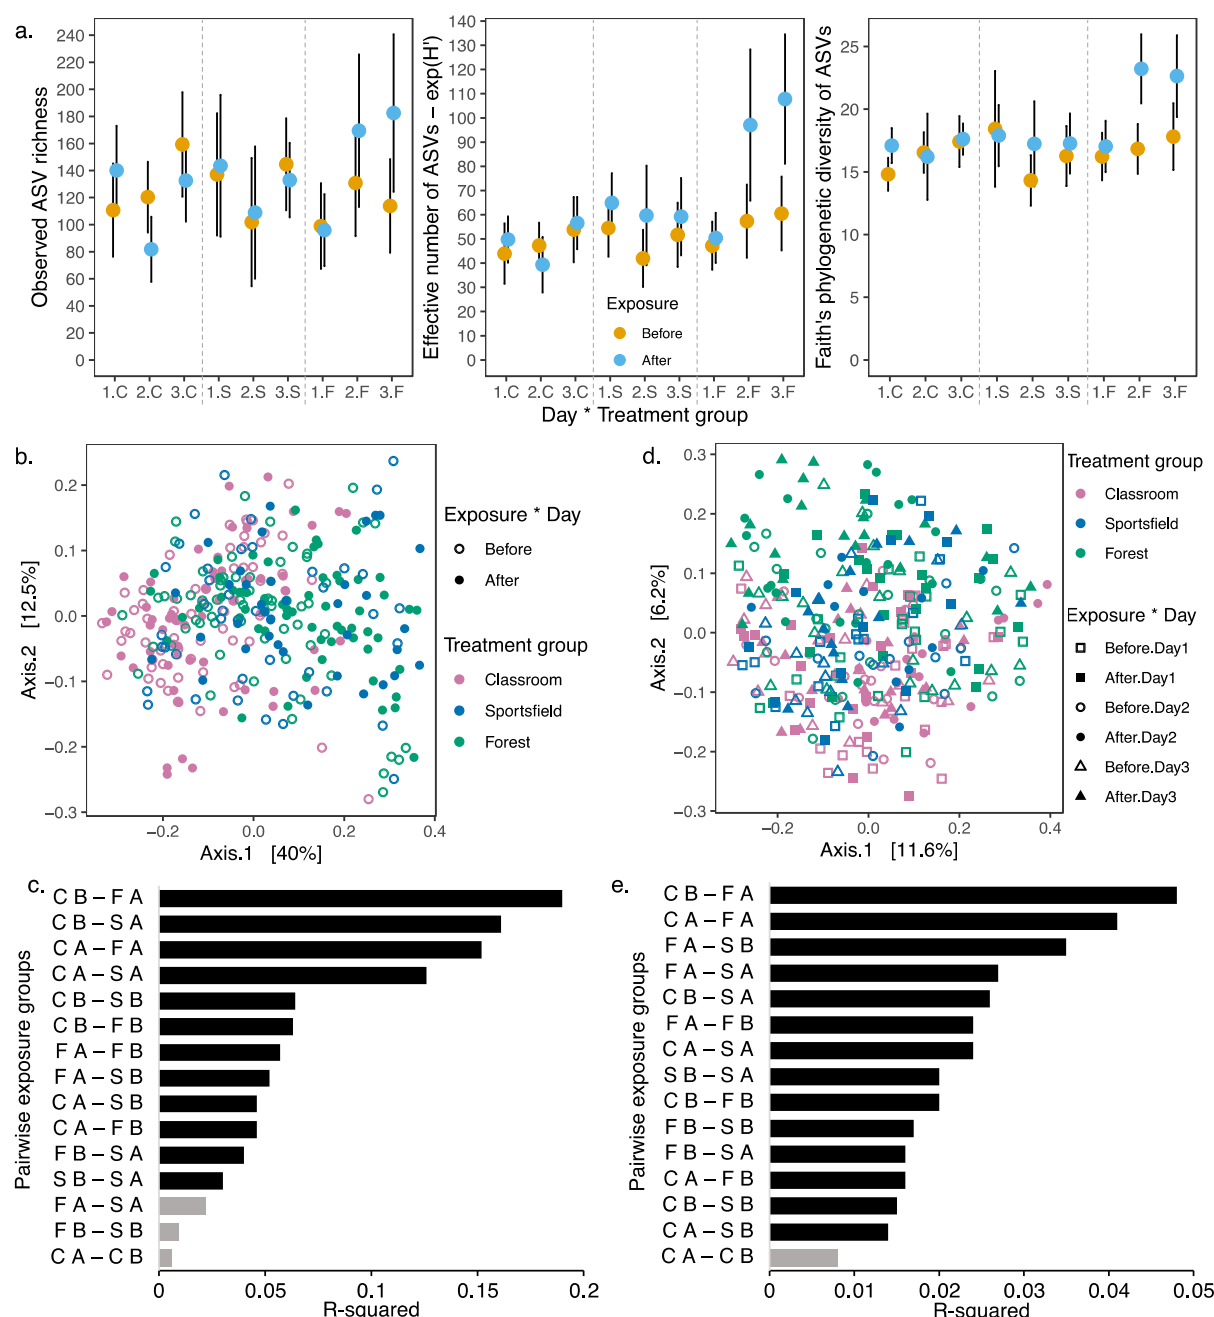 a.
Observed ASV richness
240
220
200
180
160
140
120
100
80
60
40
20
0
1.C 2.C 3.C 1.S 2.S 3.S 1.F 2.F 3.F
Effective number of ASVs – exp(H')
140
130
120
110
100
90
80
70
60
50
40
30
20
10
0
Exposure
Before
After
1.C 2.C 3.C 1.S 2.S 3.S 1.F 2.F 3.F
Faith's phylogenetic diversity of ASVs
25
20
15
10
5
0
1.C 2.C 3.C 1.S 2.S 3.S 1.F 2.F 3.F
Day * Treatment group
b.
Axis.2 [12.5%]
0.2
0.1
0.0
−0.1
−0.2
−0.3
−0.2 0.0 0.2 0.4
Axis.1 [40%]
Exposure * Day
Before
After
Treatment group
Classroom
Sportsfield
Forest
d.
Axis.2 [6.2%]
0.3
0.2
0.1
0.0
−0.1
−0.2
−0.3
−0.2 0.0 0.2 0.4
Axis.1 [11.6%]
Treatment group
Classroom
Sportsfield
Forest
Exposure * Day
Before.Day1
After.Day1
Before.Day2
After.Day2
Before.Day3
After.Day3
c.
Pairwise exposure groups
C B – F A
C B – S A
C A – F A
C A – S A
C B – S B
C B – F B
F A – F B
F A – S B
C A – S B
C A – F B
F B – S A
S B – S A
F A – S A
F B – S B
C A – C B
0 0.05 0.1 0.15 0.2
R-squared
e.
Pairwise exposure groups
C B – F A
C A – F A
F A – S B
F A – S A
C B – S A
F A – F B
C A – S A
S B – S A
C B – F B
F B – S B
F B – S A
C A – F B
C B – S B
C A – S B
C A – C B
0 0.01 0.02 0.03 0.04 0.05
R-squared